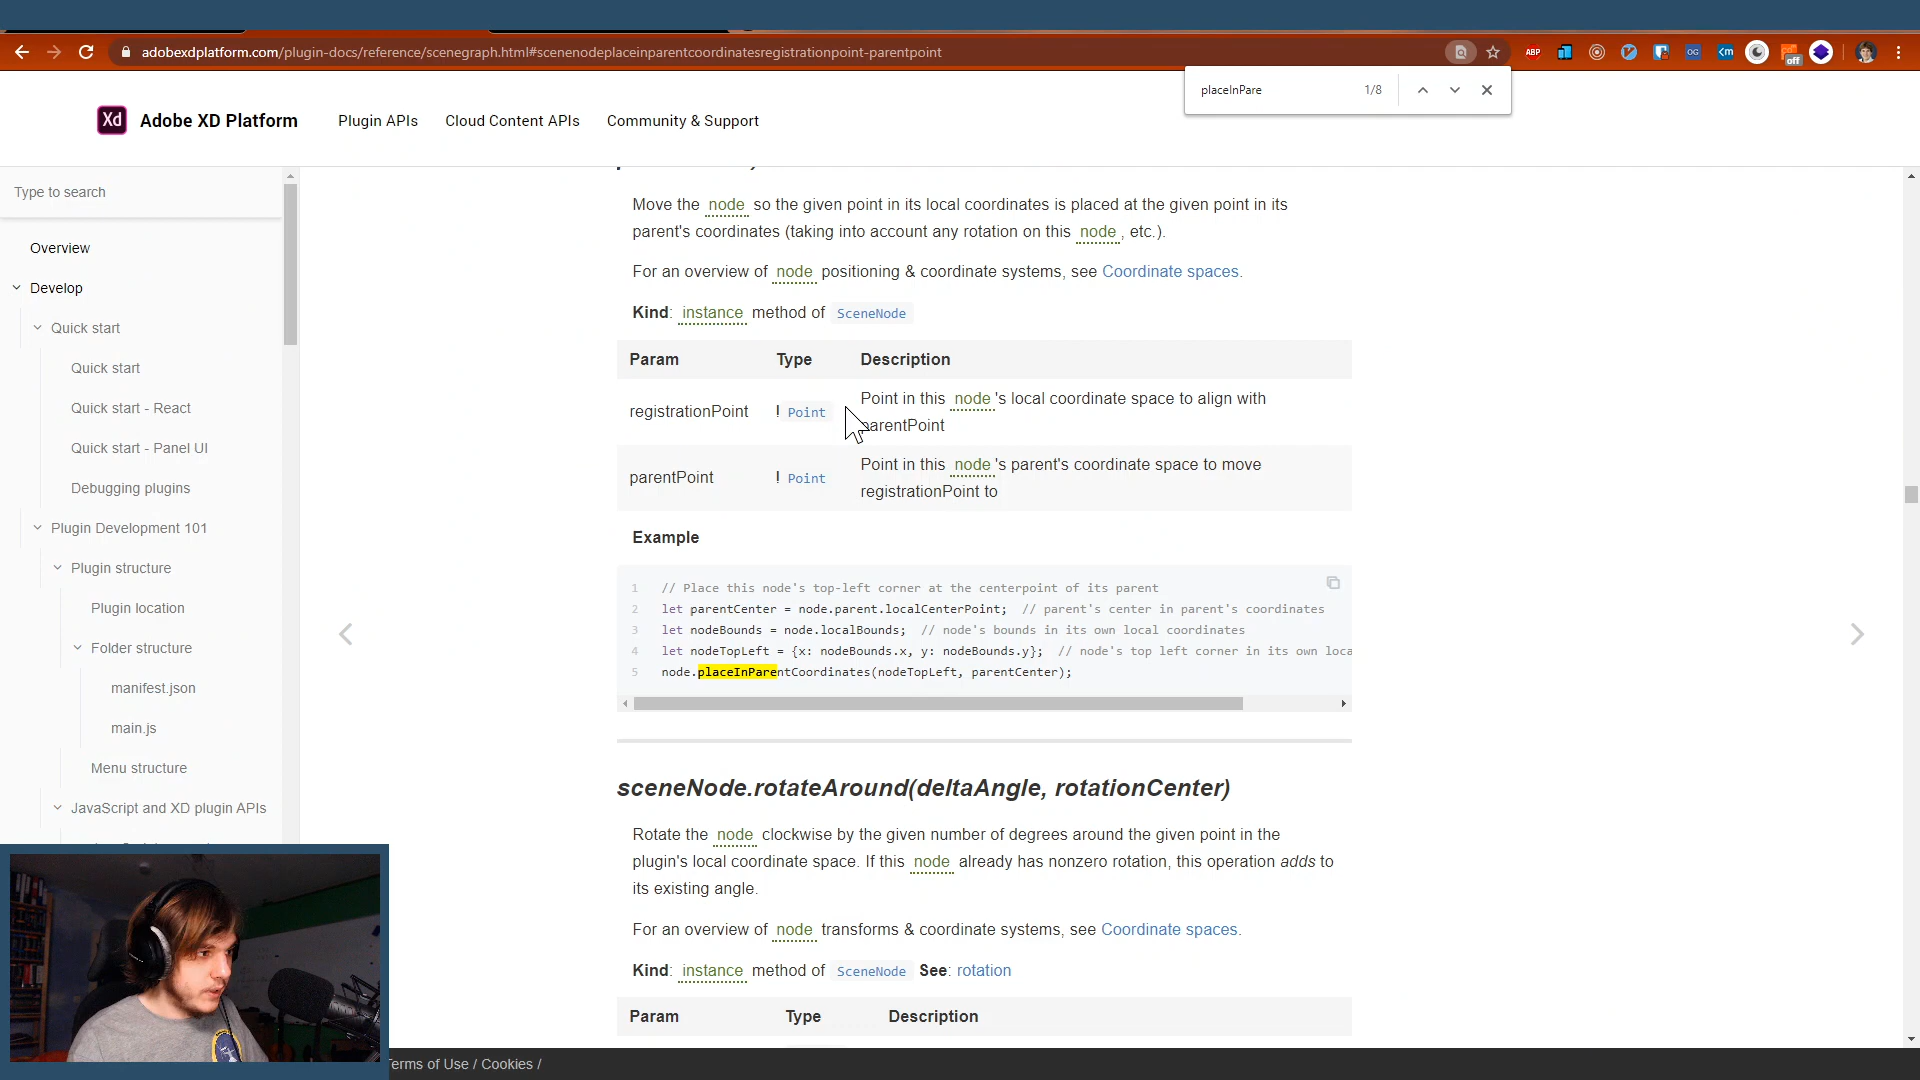 adobexdplatform.com/plugin-docs/reference/scenegraph.html#scenenodeplaceinparentcoordinatesregistrationpoint-parentpoint
ABP
OG
<m
off
placeInPare 1/8
Xd Adobe XD Platform Plugin APIs Cloud Content APIs Community & Support
Type to search
Overview
Develop
Quick start
Quick start
Quick start - React
Quick start - Panel UI
Debugging plugins
Plugin Development 101
Plugin structure
Plugin location
Folder structure
manifest.json
main.js
Menu structure
JavaScript and XD plugin APIs
Move the node so the given point in its local coordinates is placed at the given point in its
parent's coordinates (taking into account any rotation on this node , etc.).
For an overview of node positioning & coordinate systems, see Coordinate spaces.
Kind: instance method of SceneNode
Param Type Description
registrationPoint ! Point Point in this node 's local coordinate space to align with
parentPoint
parentPoint ! Point Point in this node 's parent's coordinate space to move
registrationPoint to
Example
1 // Place this node's top-left corner at the centerpoint of its parent
2 let parentCenter = node.parent.localCenterPoint; // parent's center in parent's coordinates
3 let nodeBounds = node.localBounds; // node's bounds in its own local coordinates
4 let nodeTopLeft = {x: nodeBounds.x, y: nodeBounds.y}; // node's top left corner in its own loca
5 node.placeInParentCoordinates(nodeTopLeft, parentCenter);
sceneNode.rotateAround(deltaAngle, rotationCenter)
Rotate the node clockwise by the given number of degrees around the given point in the
plugin's local coordinate space. If this node already has nonzero rotation, this operation adds to
its existing angle.
For an overview of node transforms & coordinate systems, see Coordinate spaces.
Kind: instance method of SceneNode See: rotation
Param Type Description
Terms of Use / Cookies /